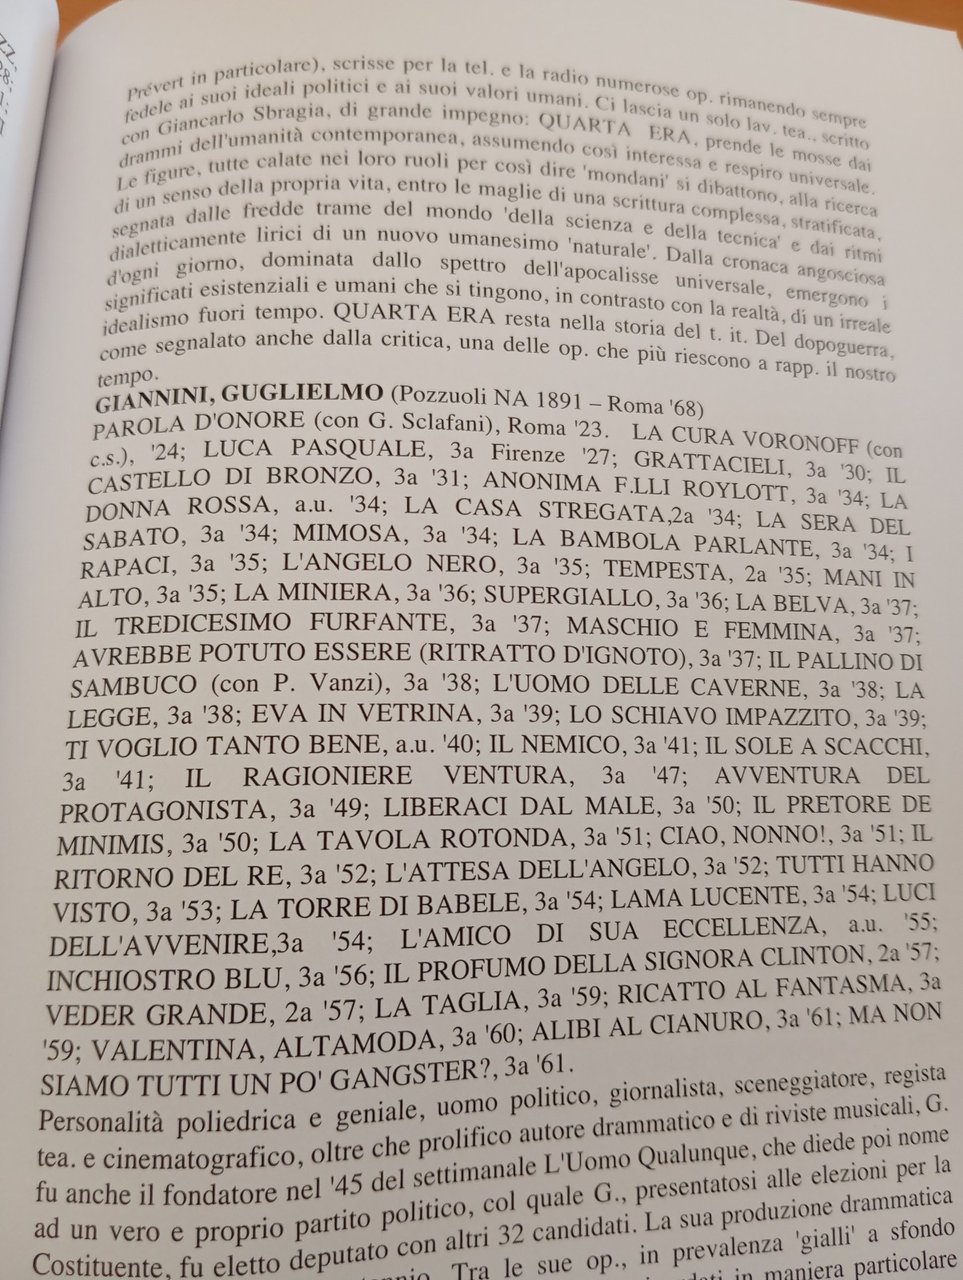 Prévert in particolare), scrisse per la tel. e la radio numerose op. rimanendo sempre
fedele ai suoi ideali politici e ai suoi valori umani. Ci lascia un solo lav. tea., scritto
con Giancarlo Sbragia, di grande impegno: QUARTA ERA, prende le mosse dai
drammi dell'umanità contemporanea, assumendo così interessa e respiro universale.
Le figure, tutte calate nei loro ruoli per così dire 'mondani' si dibattono, alla ricerca
di un senso della propria vita, entro le maglie di una scrittura complessa, stratificata,
segnata dalle fredde trame del mondo 'della scienza e della tecnica' e dai ritmi
dialetticamente lirici di un nuovo umanesimo 'naturale'. Dalla cronaca angosciosa
d'ogni giorno, dominata dallo spettro dell'apocalisse universale, emergono i
significati esistenziali e umani che si tingono, in contrasto con la realtà, di un irreale
idealismo fuori tempo. QUARTA ERA resta nella storia del t. it. Del dopoguerra,
come segnalato anche dalla critica, una delle op. che più riescono a rapp. il nostro
tempo.
GIANNINI, GUGLIELMO (Pozzuoli NA 1891 – Roma '68)
PAROLA D'ONORE (con G. Sclafani), Roma '23. LA CURA VORONOFF (con
c.s.), '24; LUCA PASQUALE, 3a Firenze '27; GRATTACIELI, 3a '30; IL
CASTELLO DI BRONZO, 3a '31; ANONIMA F.LLI ROYLOTT, 3a '34; LA
DONNA ROSSA, a.u. '34; LA CASA STREGATA,2a '34; LA SERA DEL
SABATO, 3a '34; MIMOSA, 3a '34; LA BAMBOLA PARLANTE, 3a '34; I
RAPACI, 3a '35; L'ANGELO NERO, 3a '35; TEMPESTA, 2a '35; MANI IN
ALTO, 3a '35; LA MINIERA, 3a '36; SUPERGIALLO, 3a '36; LA BELVA, 3a '37;
IL TREDICESIMO FURFANTE, 3a '37; MASCHIO E FEMMINA, 3a '37;
AVREBBE POTUTO ESSERE (RITRATTO D'IGNOTO), 3a '37; IL PALLINO DI
SAMBUCO (con P. Vanzi), 3a '38; L'UOMO DELLE CAVERNE, 3a '38; LA
LEGGE, 3a '38; EVA IN VETRINA, 3a '39; LO SCHIAVO IMPAZZITO, 3a '39;
TI VOGLIO TANTO BENE, a.u. '40; IL NEMICO, 3a '41; IL SOLE A SCACCHI,
3a '41; IL RAGIONIERE VENTURA, 3a '47; AVVENTURA DEL
PROTAGONISTA, 3a '49; LIBERACI DAL MALE, 3a '50; IL PRETORE DE
MINIMIS, 3a '50; LA TAVOLA ROTONDA, 3a '51; CIAO, NONNO!, 3a '51; IL
RITORNO DEL RE, 3a '52; L'ATTESA DELL'ANGELO, 3a '52; TUTTI HANNO
VISTO, 3a '53; LA TORRE DI BABELE, 3a '54; LAMA LUCENTE, 3a '54; LUCI
DELL'AVVENIRE,3a '54; L'AMICO DI SUA ECCELLENZA, a.u. '55;
INCHIOSTRO BLU, 3a '56; IL PROFUMO DELLA SIGNORA CLINTON, 2a '57;
VEDER GRANDE, 2a '57; LA TAGLIA, 3a '59; RICATTO AL FANTASMA, 3a
'59; VALENTINA, ALTAMODA, 3a '60; ALIBI AL CIANURO, 3a '61; MA NON
SIAMO TUTTI UN PO' GANGSTER?, 3a '61.
Personalità poliedrica e geniale, uomo politico, giornalista, sceneggiatore, regista
tea. e cinematografico, oltre che prolifico autore drammatico e di riviste musicali, G.
fu anche il fondatore nel '45 del settimanale L'Uomo Qualunque, che diede poi nome
ad un vero e proprio partito politico, col quale G., presentatosi alle elezioni per la
Costituente, fu eletto deputato con altri 32 candidati. La sua produzione drammatica
Tra le sue op., in prevalenza 'gialli' a sfondo
in maniera particolare